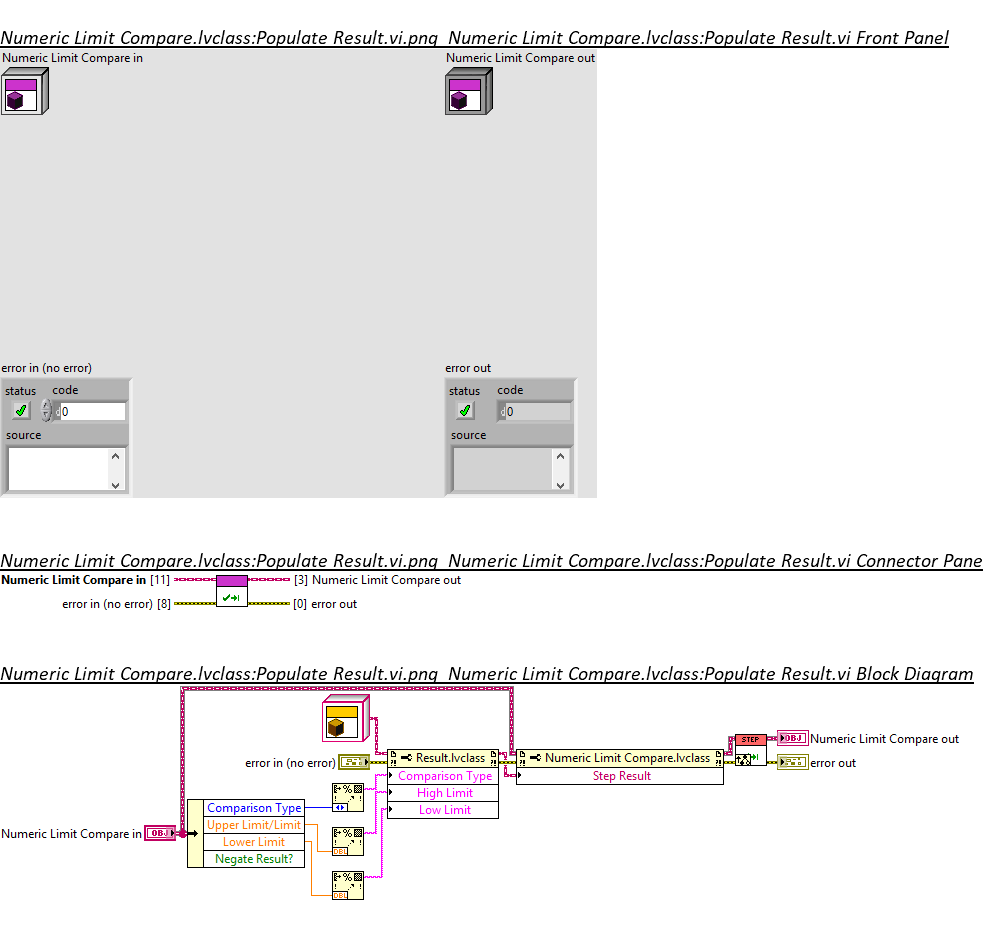 Numeric Limit Compare.lvclass:Populate Result.vi.png Numeric Limit Compare.lvclass:Populate Result.vi Front Panel
Numeric Limit Compare in
Numeric Limit Compare out
error in (no error)
status
code
d
0
source
error out
status
code
d
0
source
Numeric Limit Compare.lvclass:Populate Result.vi.png Numeric Limit Compare.lvclass:Populate Result.vi Connector Pane
Numeric Limit Compare in [11]
[3] Numeric Limit Compare out
error in (no error) [8]
[0] error out
Numeric Limit Compare.lvclass:Populate Result.vi.png Numeric Limit Compare.lvclass:Populate Result.vi Block Diagram
error in (no error)
Result.lvclass
Comparison Type
High Limit
Low Limit
Numeric Limit Compare.lvclass
Step Result
STEP
OBJ
Numeric Limit Compare out
error out
Numeric Limit Compare in
OBJ
Comparison Type
Upper Limit/Limit
Lower Limit
Negate Result?
%
%
DBL
%
DBL